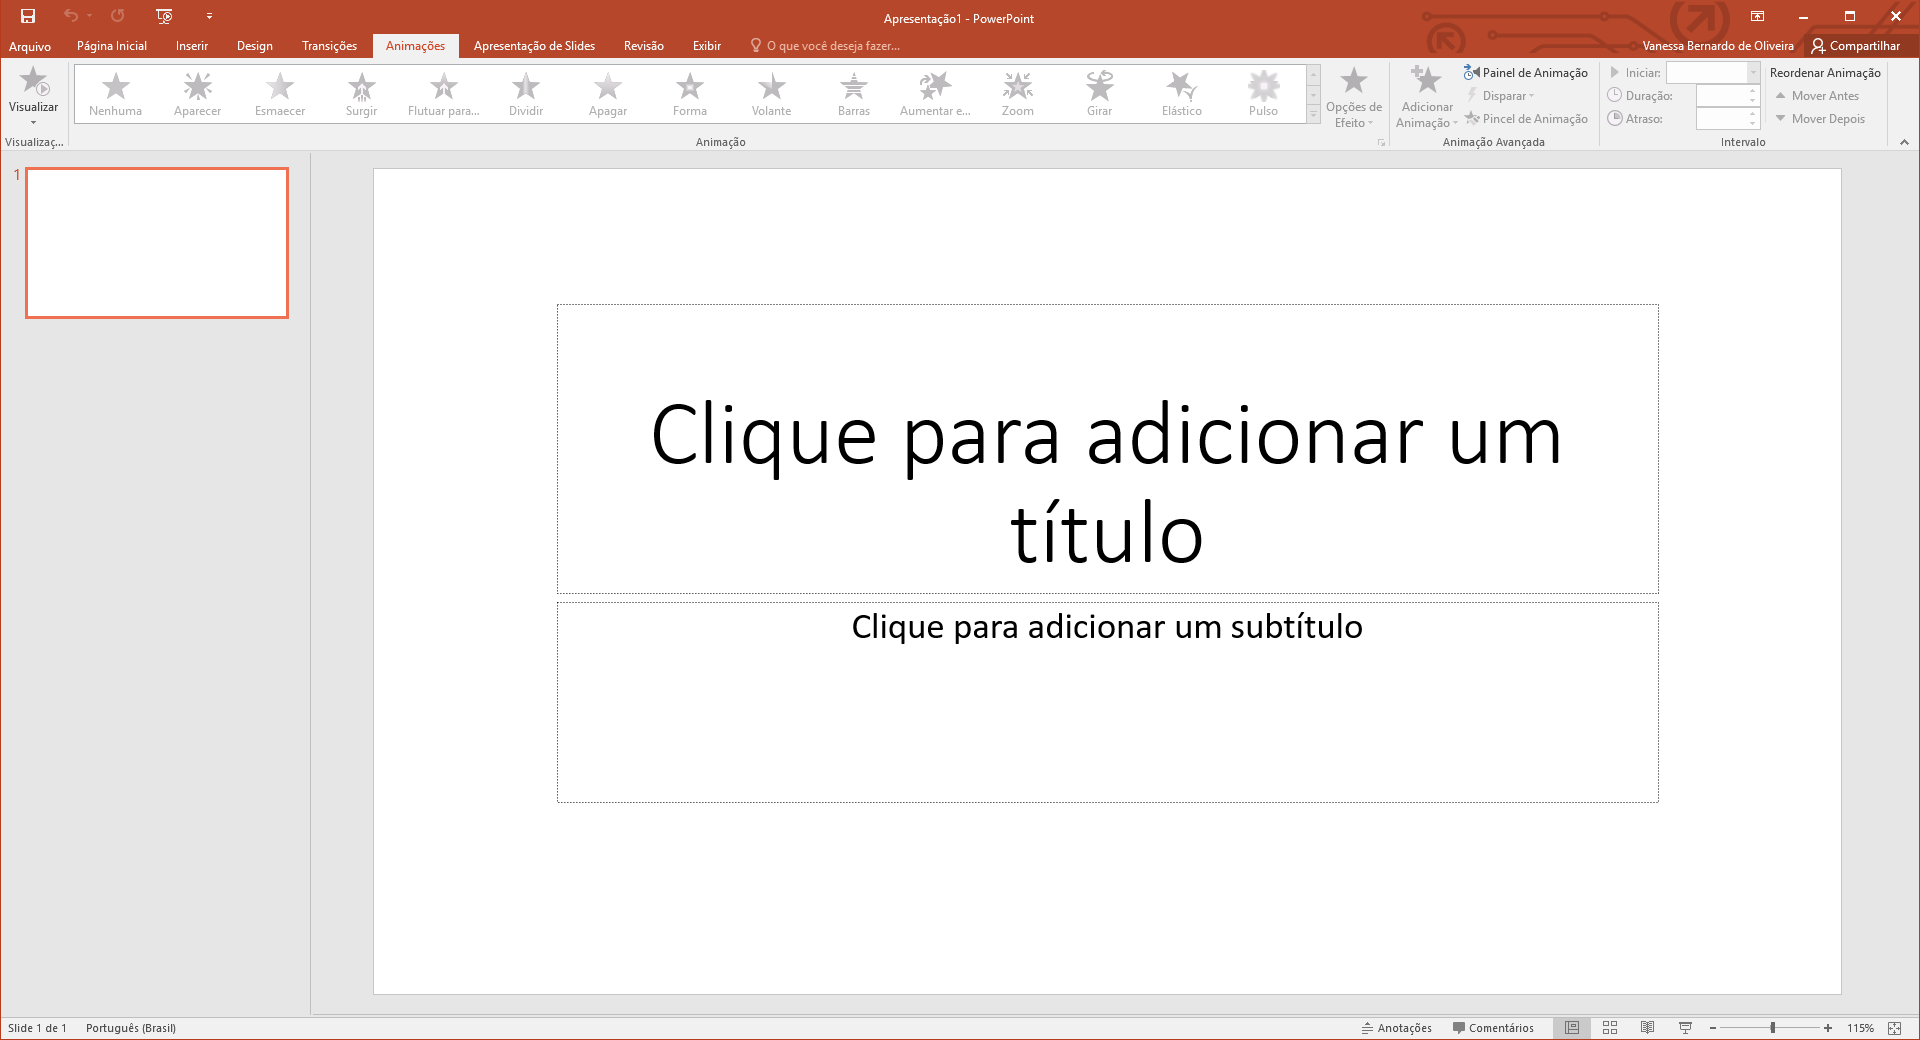 Apresentação1 - PowerPoint
Arquivo Página Inicial Inserir Design Transições Animações Apresentação de Slides Revisão Exibir O que você deseja fazer... Vanessa Bernardo de Oliveira Compartilhar
Visualizar
Visualizaç...
Nenhuma Aparecer Esmaecer Surgir Flutuar para... Dividir Apagar Forma Volante Barras Aumentar e... Zoom Girar Elástico Pulso
Opções de
Efeito
Animação
Adicionar
Animação
Painel de Animação
Disparar
Pincel de Animação
Animação Avançada
Iniciar:
Duração:
Atraso:
Reordenar Animação
Mover Antes
Mover Depois
Intervalo
1
Clique para adicionar um
título
Clique para adicionar um subtítulo
Slide 1 de 1 Português (Brasil) Anotações Comentários 115%